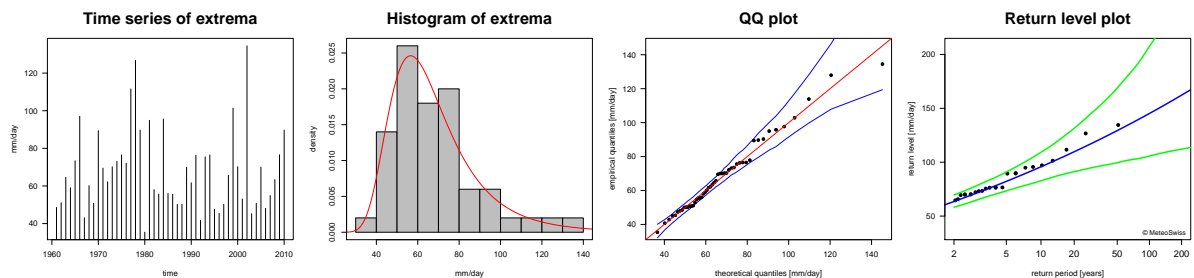 Time series of extrema
mm/day
40 60 80 100 120
1960 1970 1980 1990 2000 2010
time
Histogram of extrema
density
0.000 0.005 0.010 0.015 0.020 0.025
40 60 80 100 120 140
mm/day
QQ plot
empirical quantiles [mm/day]
40 60 80 100 120 140
40 60 80 100 120 140
theoretical quantiles [mm/day]
Return level plot
return level [mm/day]
50 100 150 200
© MeteoSwiss
2 5 10 20 50 100 200
return period [years]